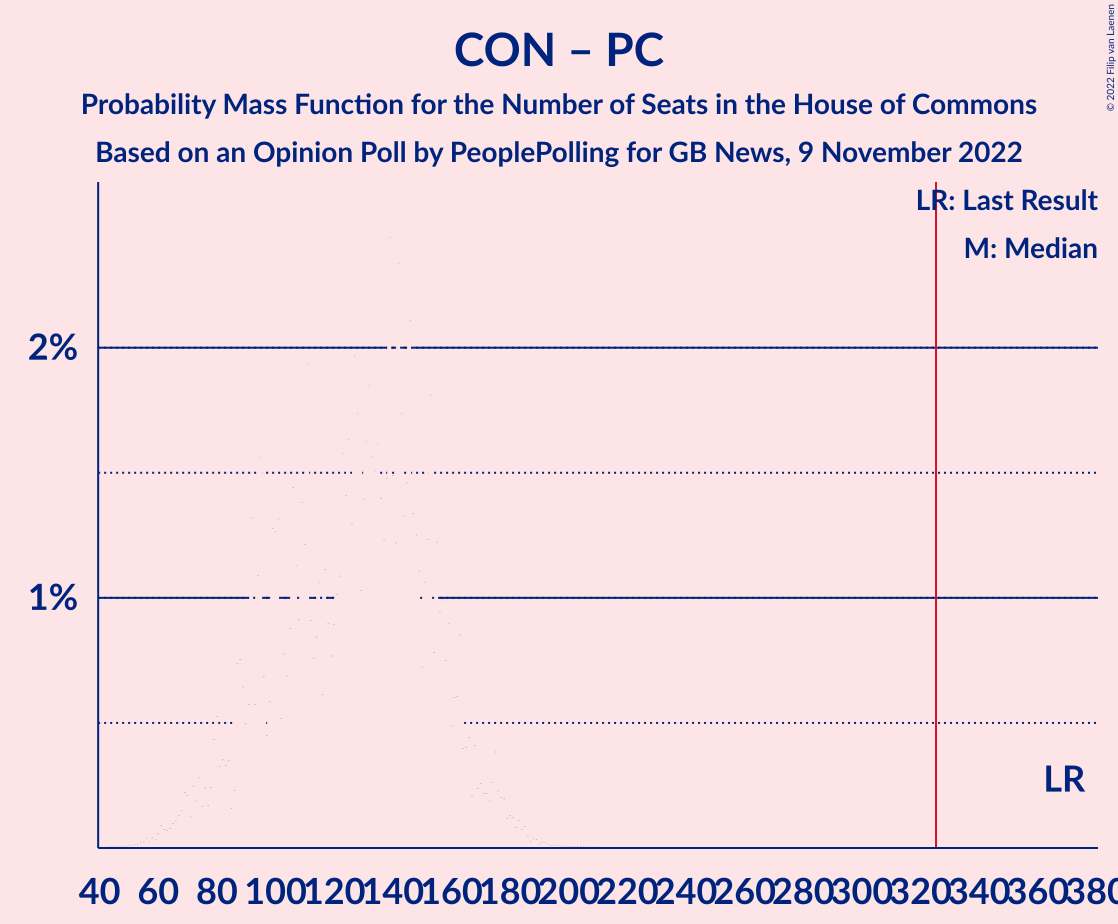 CON – PC
Probability Mass Function for the Number of Seats in the House of Commons
Based on an Opinion Poll by PeoplePolling for GB News, 9 November 2022
© 2022 Filip van Laenen
LR: Last Result
M: Median
2%
1%
LR
40 60 80 100 120 140 160 180 200 220 240 260 280 300 320 340 360 380